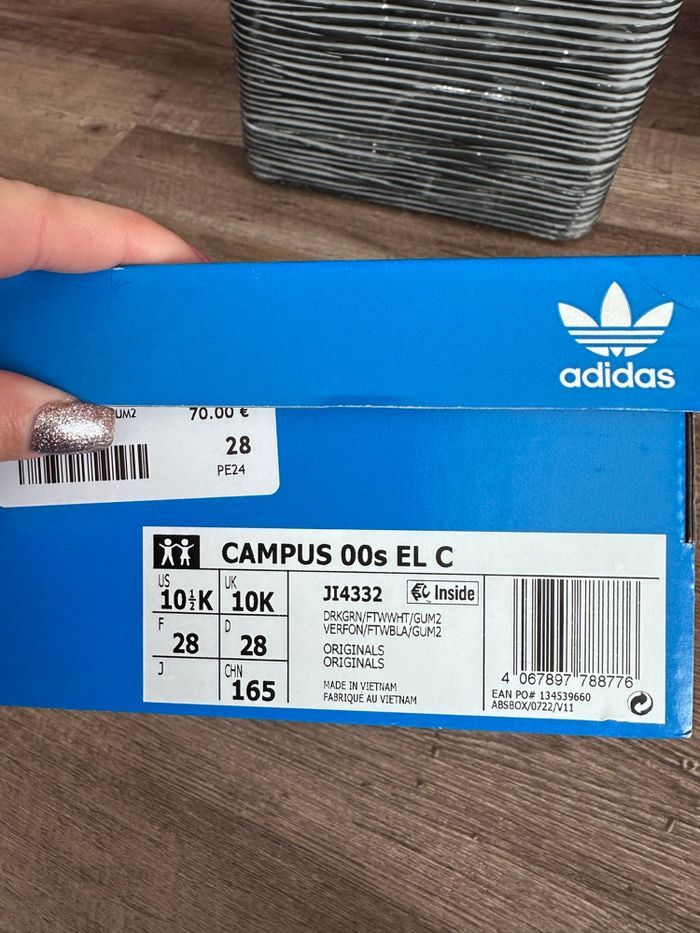 adidas
UM2
70.00 €
28
PE24
CAMPUS 00s EL C
US
10½K
UK
10K
F
28
D
28
J
CHN
165
JI4332
Inside
DRKGRN/FTWWHT/GUM2
VERFON/FTWBLA/GUM2
ORIGINALS
ORIGINALS
MADE IN VIETNAM
FABRIQUÉ AU VIETNAM
4 067897 788776
EAN PO# 134539660
ABSBOX/0722/V11